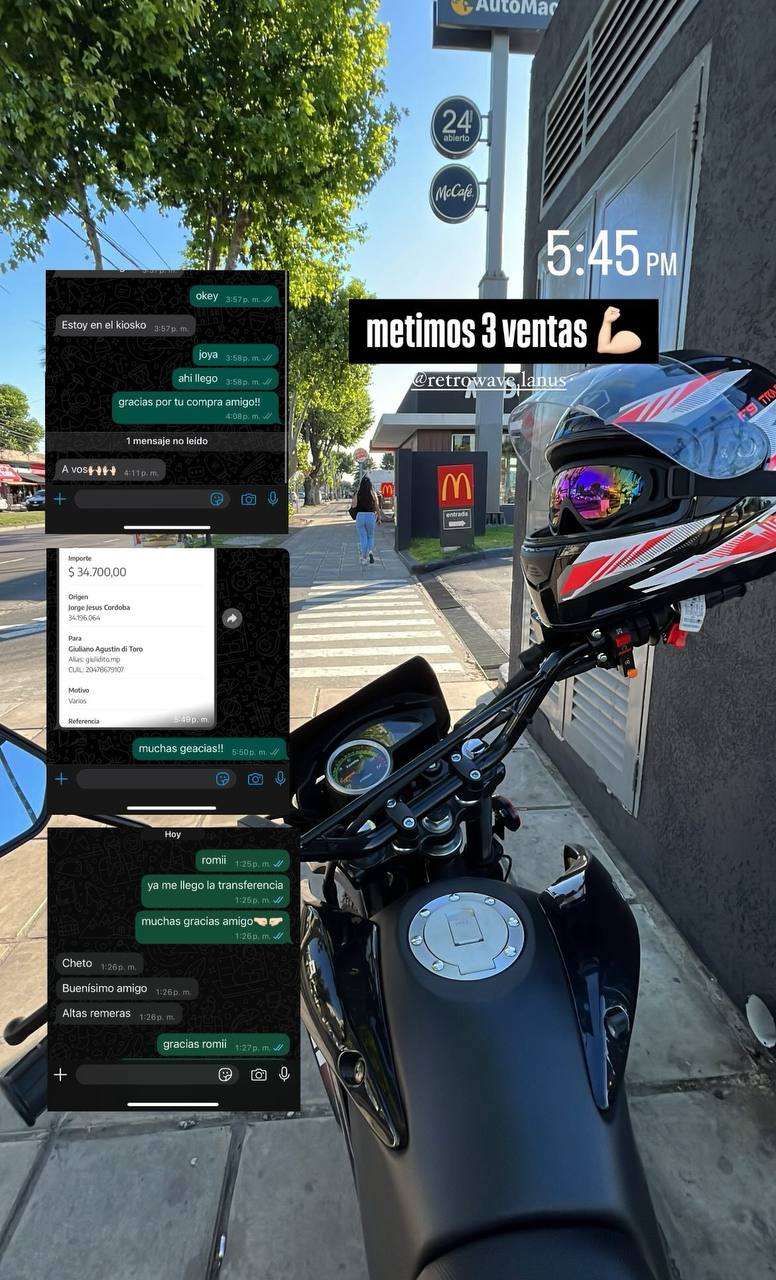 AutoMac
24
abierto
McCafé
5:45 PM
metimos 3 ventas 💪🏻
@retrowave.lanus
entrada
okey 3:57 p. m.
Estoy en el kiosko 3:57 p. m.
joya 3:58 p. m.
ahi llego 3:58 p. m.
gracias por tu compra amigo!!
4:08 p. m.
1 mensaje no leído
A vos🙌🏻🙌🏻 4:11 p. m.
Importe
$ 34.700,00
Origen
Jorge Jesus Cordoba
34.196.064
Para
Giuliano Agustin di Toro
Alias: giulidito.mp
CUIL: 20478679107
Motivo
Varios
Referencia
5:49 p. m.
muchas geacias!! 5:50 p. m.
Hoy
romii 1:25 p. m.
ya me llego la transferencia
1:25 p. m.
muchas gracias amigo🤜🏻🤛🏻
1:26 p. m.
Cheto 1:26 p. m.
Buenísimo amigo 1:26 p. m.
Altas remeras 1:26 p. m.
gracias romii 1:27 p. m.